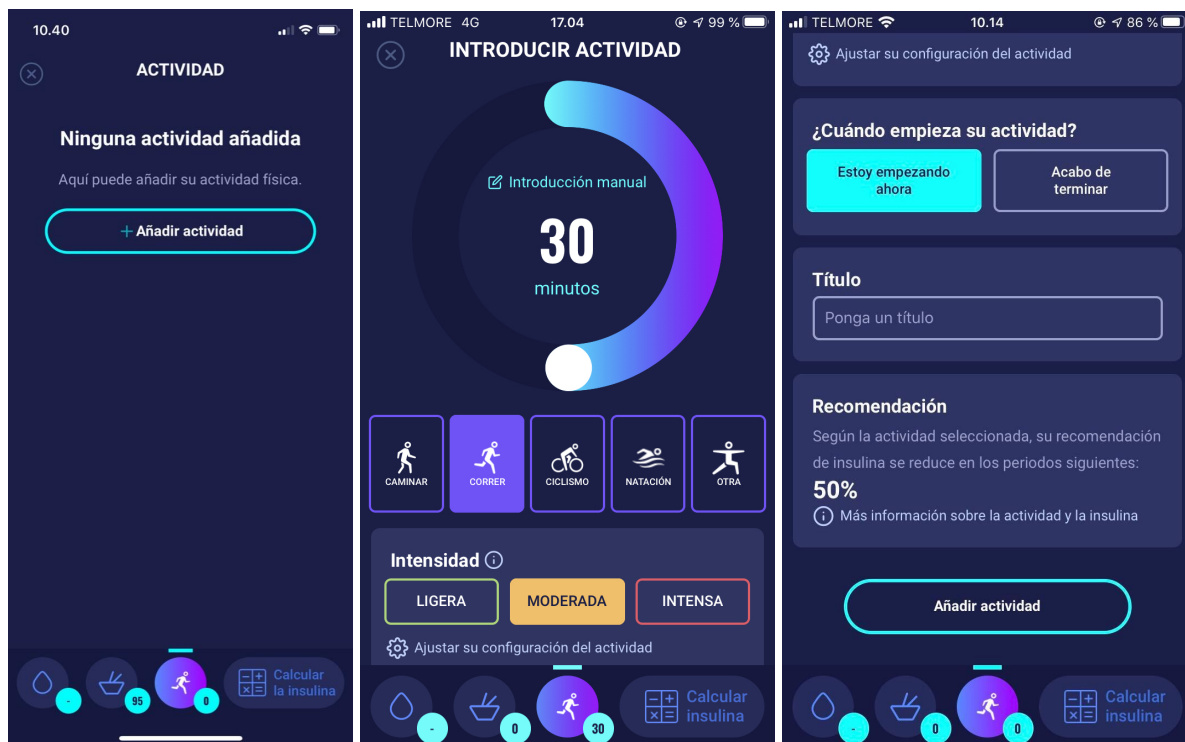 10.40
ACTIVIDAD
Ninguna actividad añadida
Aquí puede añadir su actividad física.
+ Añadir actividad
-
95
0
Calcular
la insulina
TELMORE 4G 17.04 99 %
INTRODUCIR ACTIVIDAD
Introducción manual
30
minutos
CAMINAR
CORRER
CICLISMO
NATACIÓN
OTRA
Intensidad
LIGERA
MODERADA
INTENSA
Ajustar su configuración del actividad
-
0
30
Calcular
insulina
TELMORE 10.14 86 %
Ajustar su configuración del actividad
¿Cuándo empieza su actividad?
Estoy empezando
ahora
Acabo de
terminar
Título
Ponga un título
Recomendación
Según la actividad seleccionada, su recomendación
de insulina se reduce en los periodos siguientes:
50%
Más información sobre la actividad y la insulina
Añadir actividad
-
0
0
Calcular
insulina